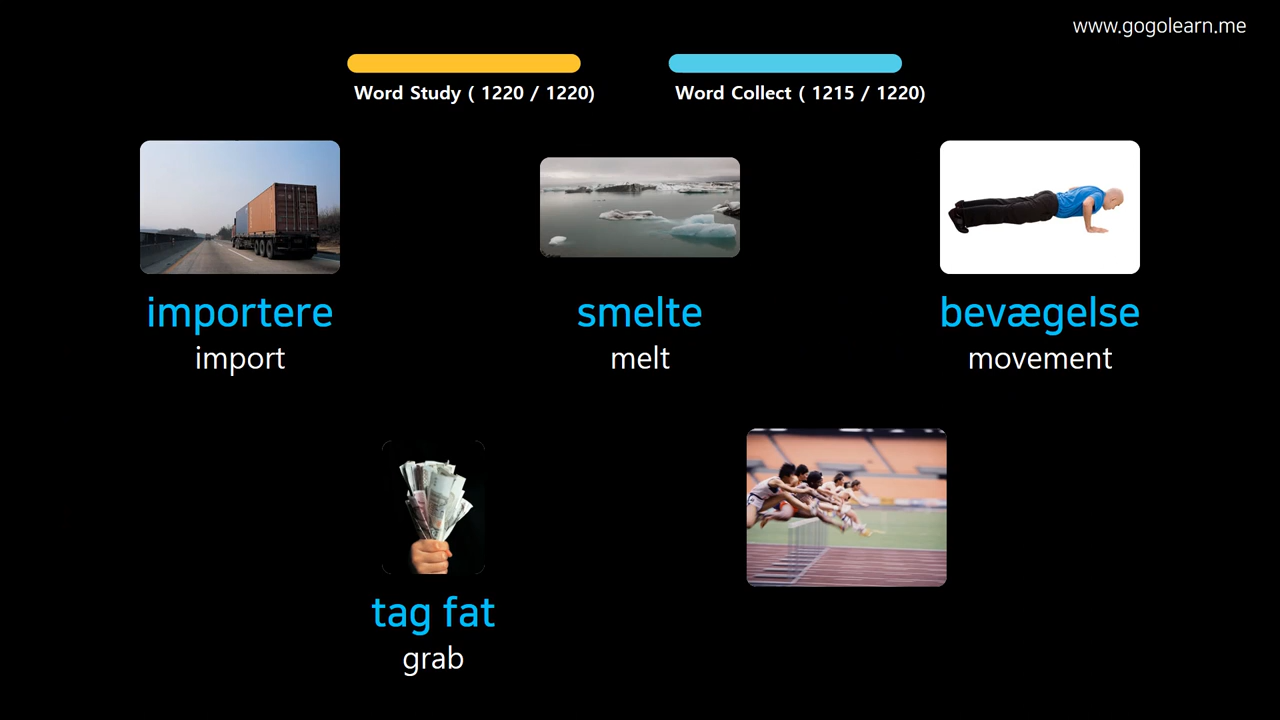 www.gogolearn.me
Word Study ( 1220 / 1220)
Word Collect ( 1215 / 1220)
importere
import
smelte
melt
bevægelse
movement
tag fat
grab